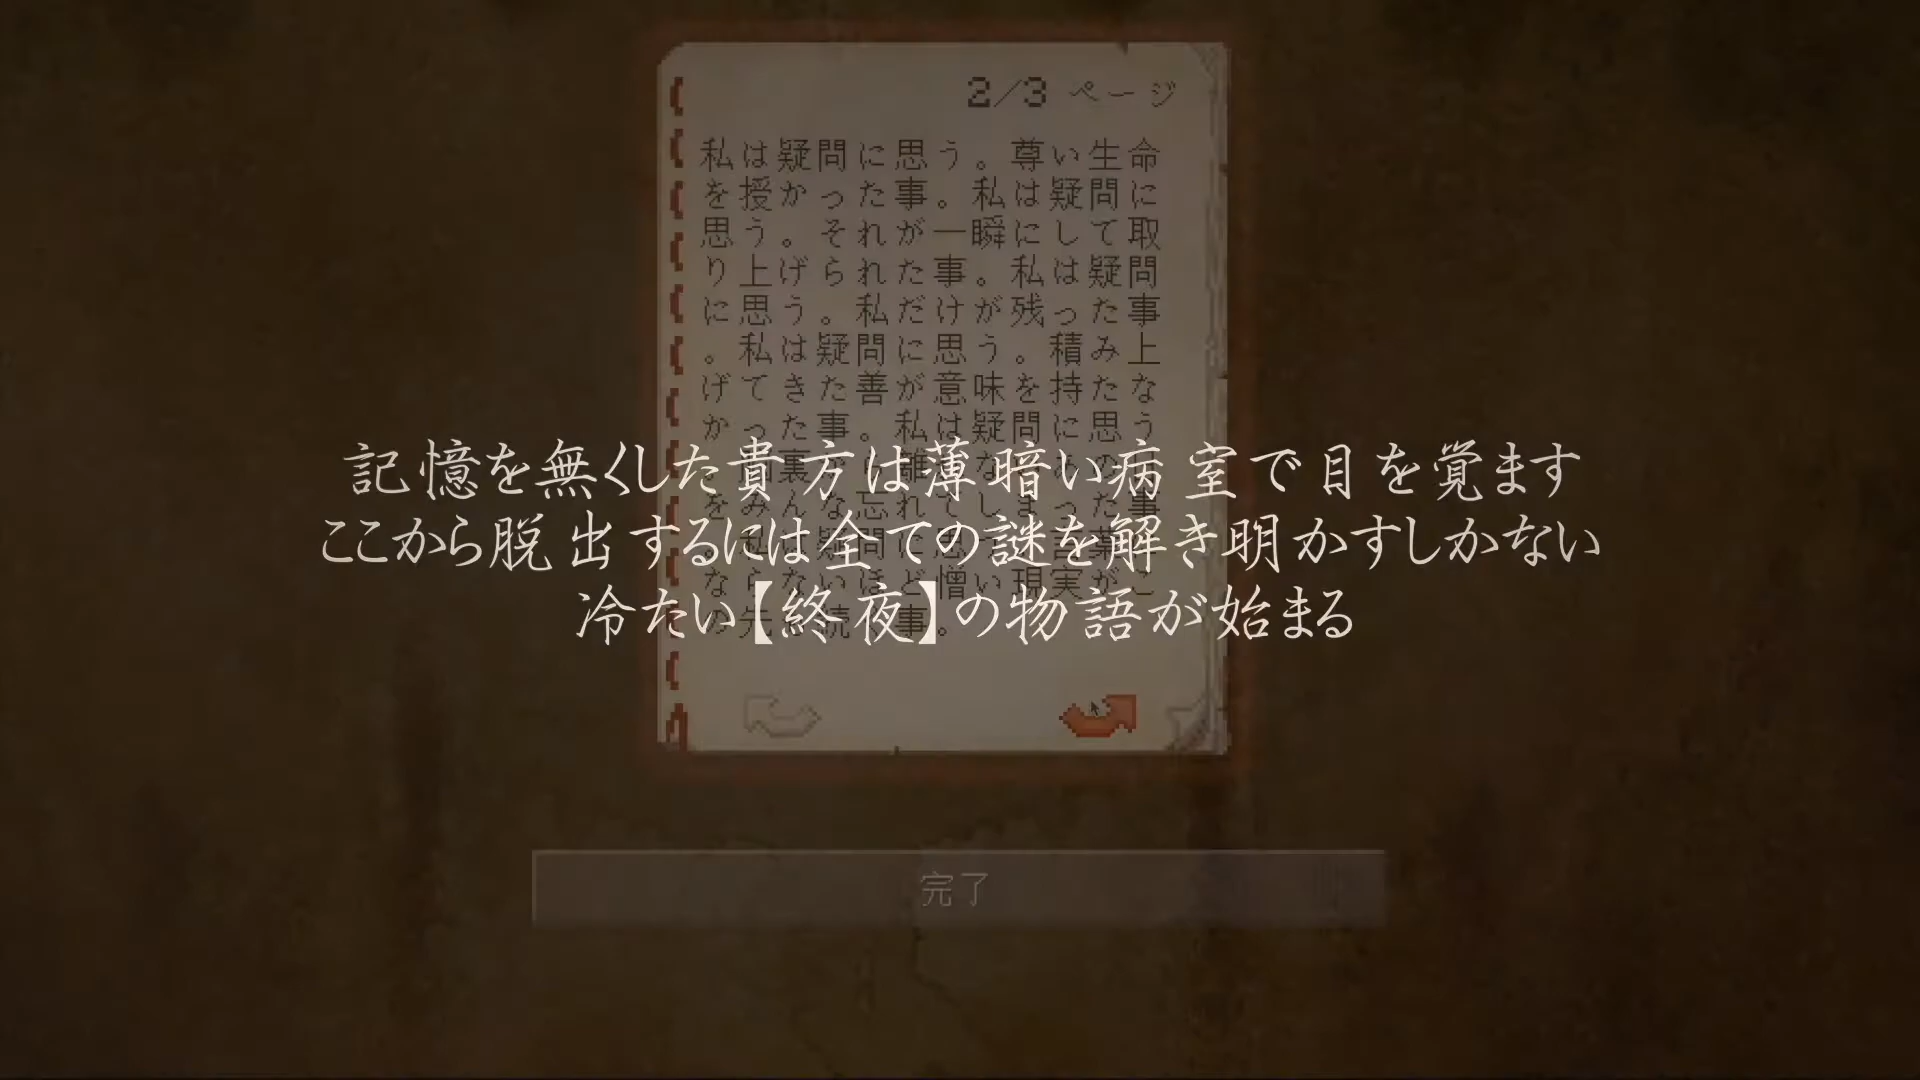 2/3 ページ
私は疑問に思う。尊い生命
を授かった事。私は疑問に
思う。それが一瞬にして取
り上げられた事。私は疑問
に思う。私だけが残った事
。私は疑問に思う。積み上
げてきた善が意味を持たな
かった事。私は疑問に思う
記憶を無くした貴方は薄暗い病室で目を覚ます
ここから脱出するには全ての謎を解き明かすしかない
冷たい【終夜】の物語が始まる
完了